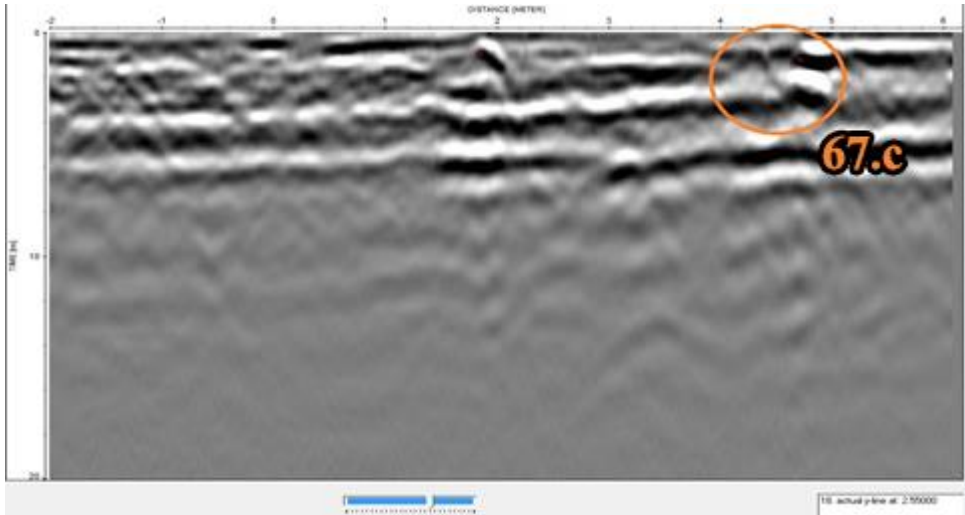 DISTANCE [METER]
-2 -1 0 1 2 3 4 5 6
0
67.c
TIME [ns]
10
20
18. actual y-line at: 2.55000